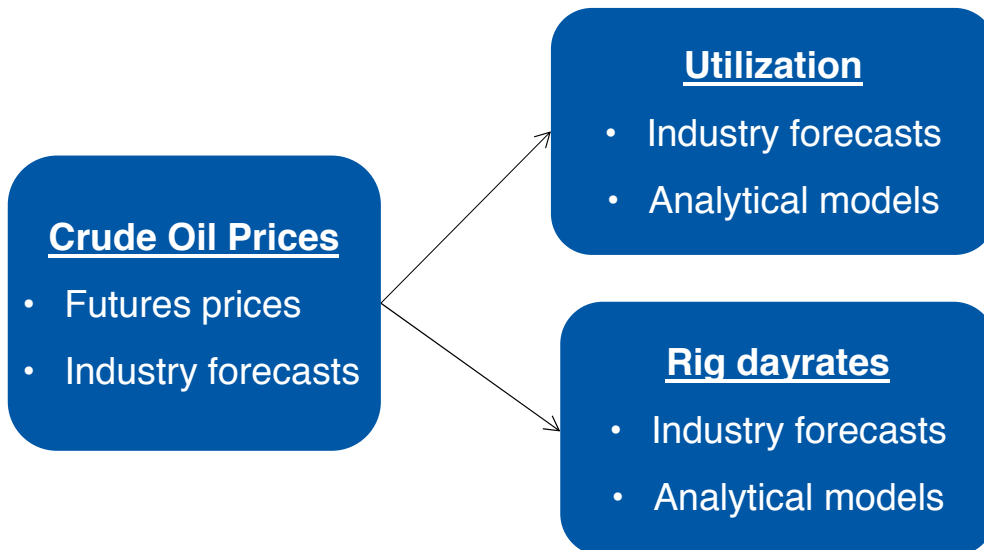 Crude Oil Prices
• Futures prices
• Industry forecasts
Utilization
• Industry forecasts
• Analytical models
Rig dayrates
• Industry forecasts
• Analytical models